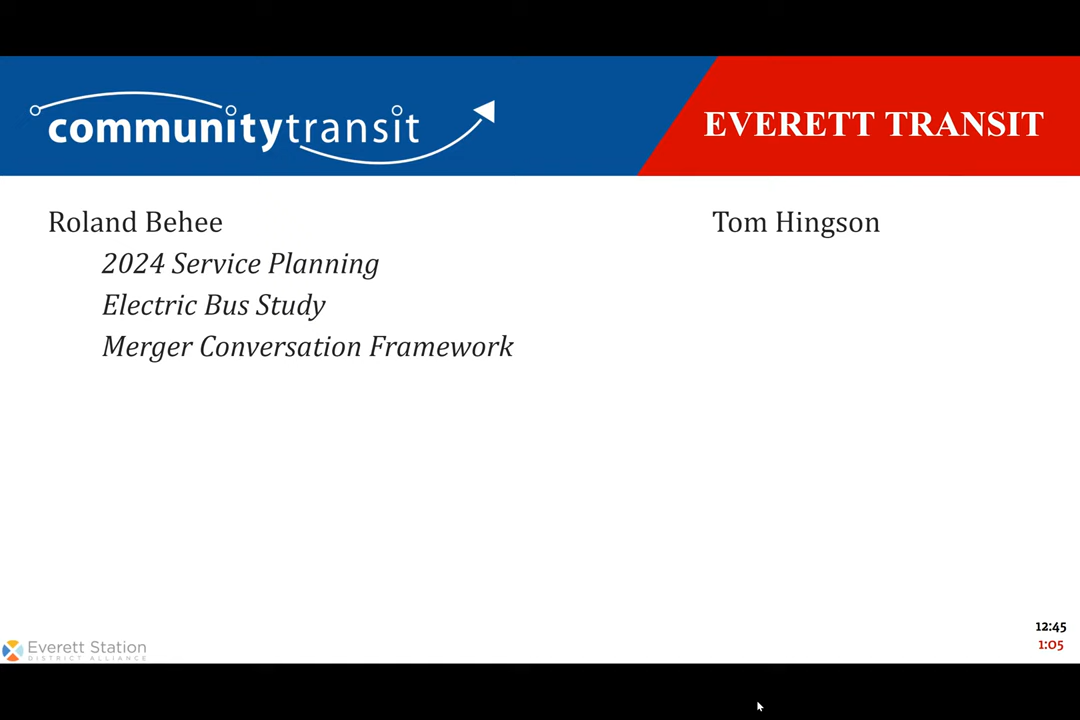 communitytransit
EVERETT TRANSIT
Roland Behee
2024 Service Planning
Electric Bus Study
Merger Conversation Framework
Tom Hingson
Everett Station
DISTRICT ALLIANCE
12:45
1:05